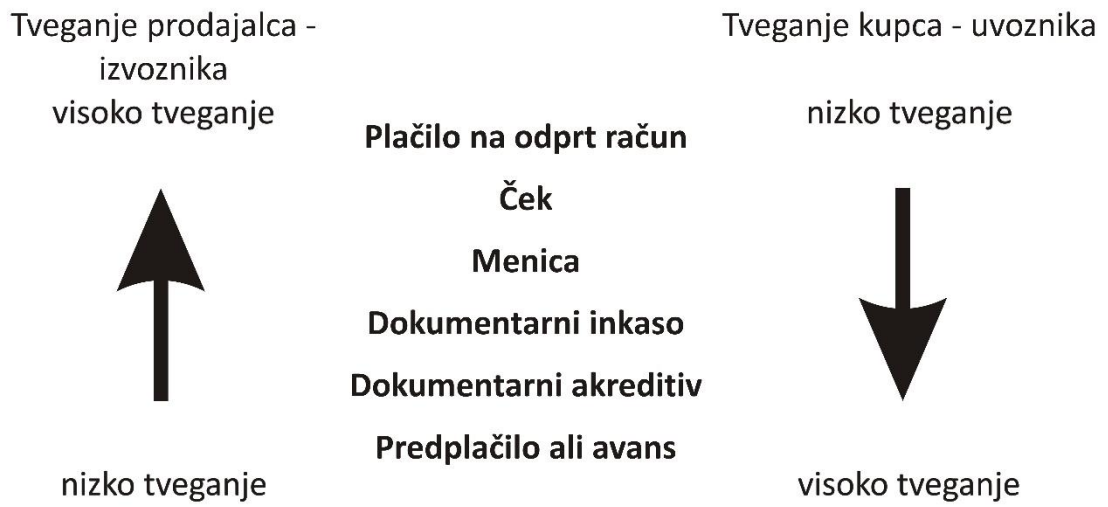 Tveganje prodajalca -
izvoznika
visoko tveganje
Tveganje kupca - uvoznika
nizko tveganje
Plačilo na odprt račun
Ček
Menica
Dokumentarni inkaso
Dokumentarni akreditiv
Predplačilo ali avans
nizko tveganje
visoko tveganje